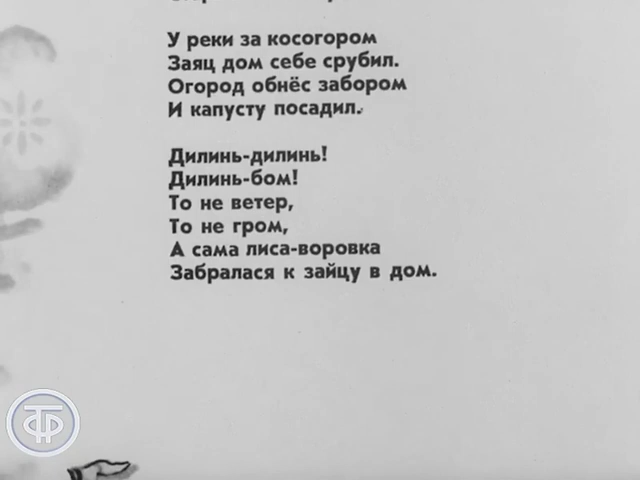 У реки за косогором
Заяц дом себе срубил.
Огород обнёс забором
И капусту посадил.
Дилинь-дилинь!
Дилинь-бом!
То не ветер,
То не гром,
А сама лиса-воровка
Забралася к зайцу в дом.